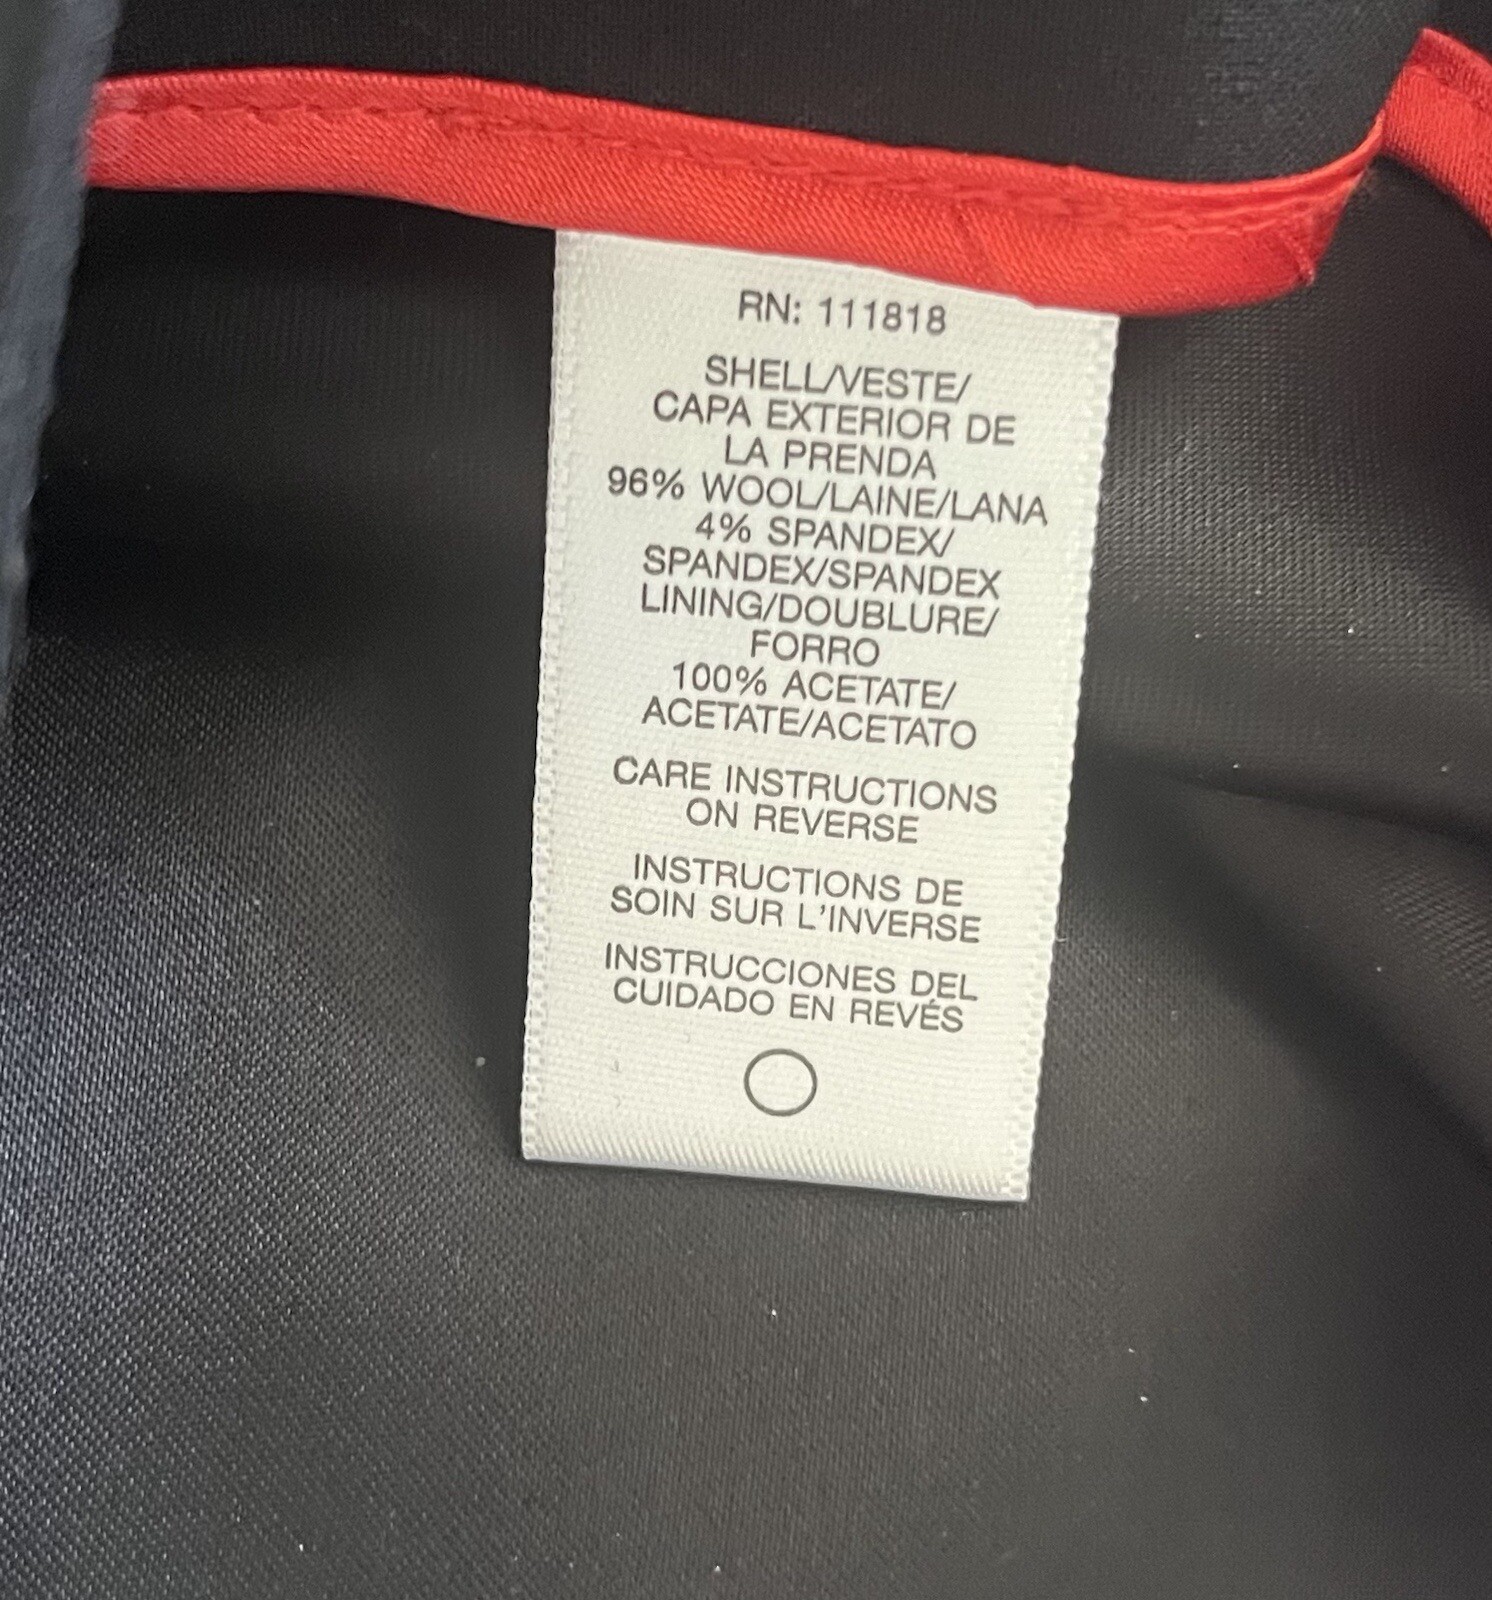 RN: 111818
SHELL/VESTE/
CAPA EXTERIOR DE
LA PRENDA
96% WOOL/LAINE/LANA
4% SPANDEX/
SPANDEX/SPANDEX
LINING/DOUBLURE/
FORRO
100% ACETATE/
ACETATE/ACETATO
CARE INSTRUCTIONS
ON REVERSE
INSTRUCTIONS DE
SOIN SUR L'INVERSE
INSTRUCCIONES DEL
CUIDADO EN REVÉS